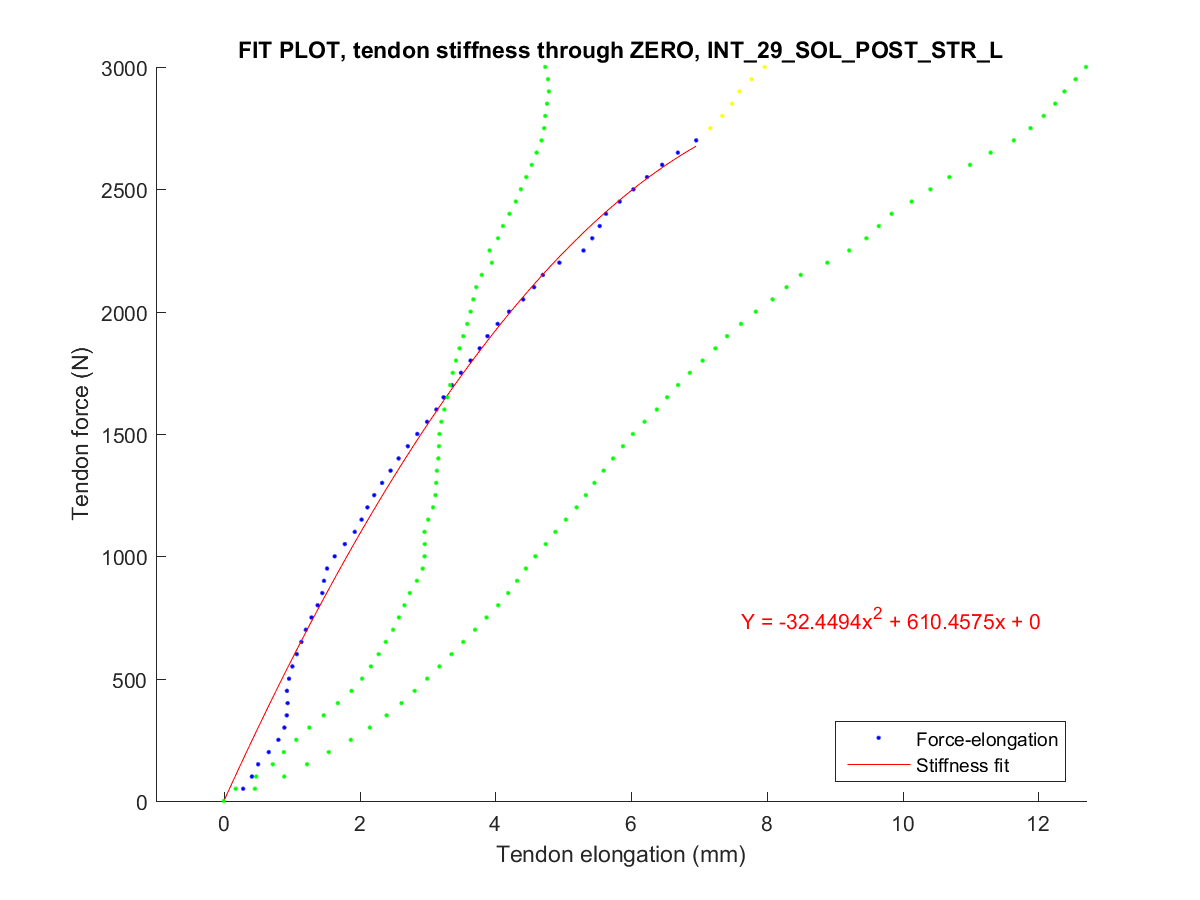 FIT PLOT, tendon stiffness through ZERO, INT_29_SOL_POST_STR_L
3000
2500
2000
1500
1000
500
0
Tendon force (N)
Y = -32.4494x² + 610.4575x + 0
Force-elongation
Stiffness fit
0 2 4 6 8 10 12
Tendon elongation (mm)